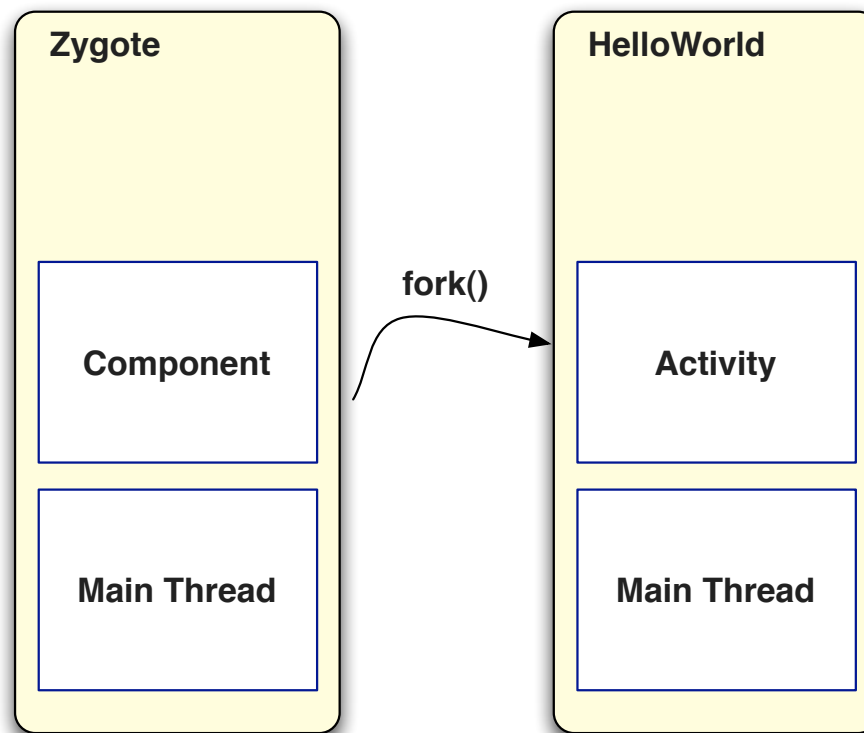 Zygote
HelloWorld
fork()
Component
Activity
Main Thread
Main Thread